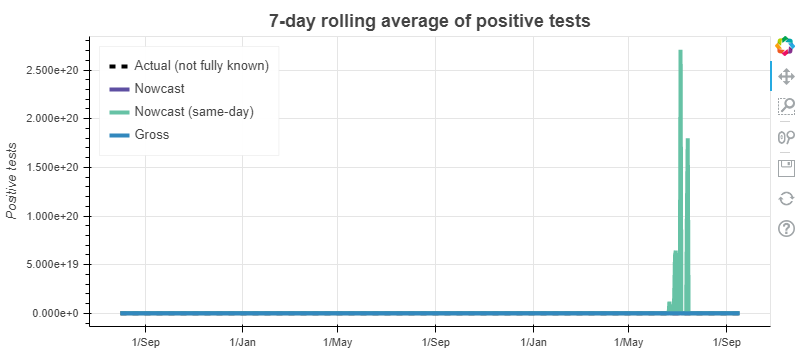 7-day rolling average of positive tests
Actual (not fully known)
Nowcast
Nowcast (same-day)
Gross
Positive tests
2.500e+20
2.000e+20
1.500e+20
1.000e+20
5.000e+19
0.000e+0
1/Sep
1/Jan
1/May
1/Sep
1/Jan
1/May
1/Sep